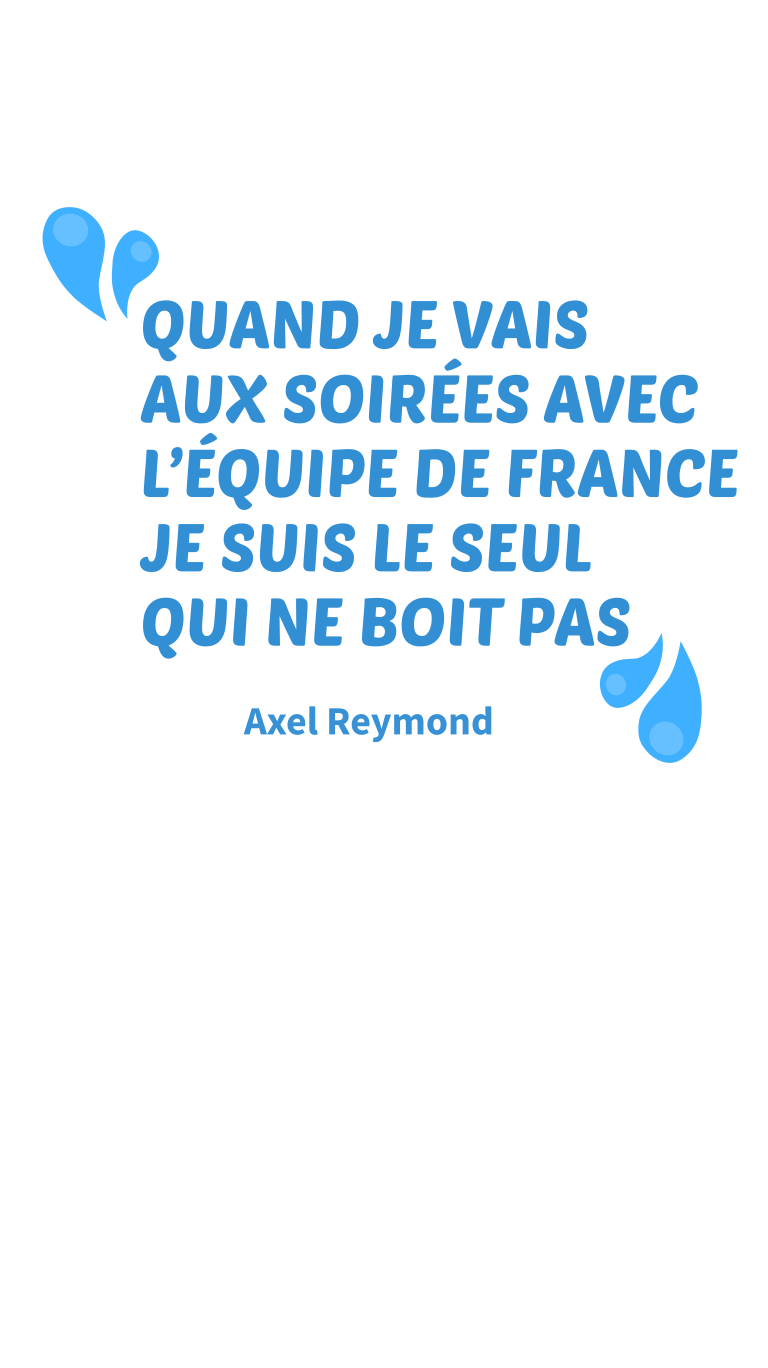 QUAND JE VAIS
AUX SOIRÉES AVEC
L’ÉQUIPE DE FRANCE
JE SUIS LE SEUL
QUI NE BOIT PAS
Axel Reymond